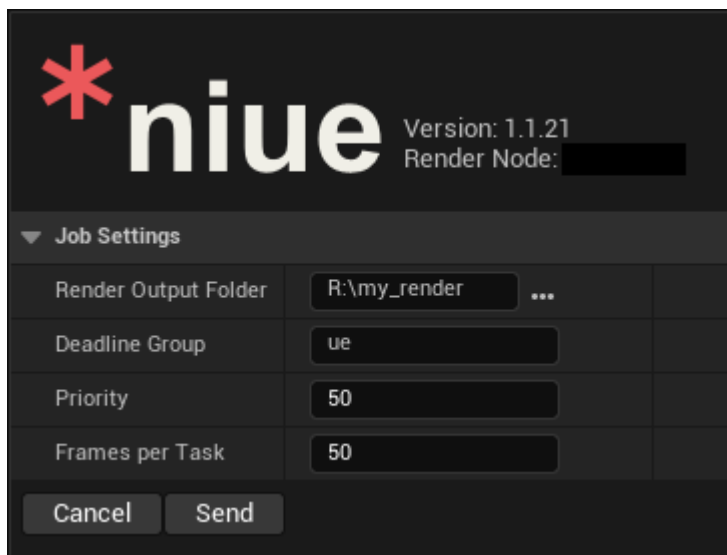 *niue
Version: 1.1.21
Render Node:
Job Settings
Render Output Folder R:\my_render ...
Deadline Group ue
Priority 50
Frames per Task 50
Cancel Send